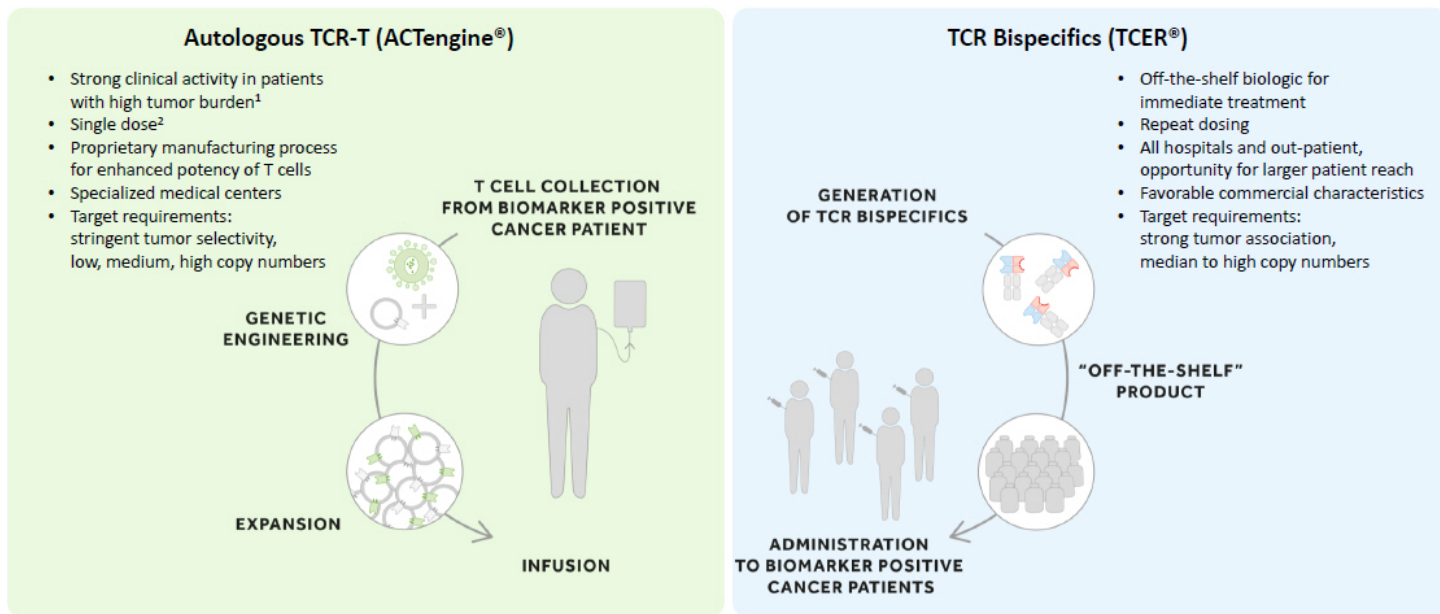 Autologous TCR-T (ACTengine®)
• Strong clinical activity in patients
with high tumor burden¹
• Single dose²
• Proprietary manufacturing process
for enhanced potency of T cells
• Specialized medical centers
• Target requirements:
stringent tumor selectivity,
low, medium, high copy numbers
T CELL COLLECTION
FROM BIOMARKER POSITIVE
CANCER PATIENT
GENETIC
ENGINEERING
EXPANSION
INFUSION
TCR Bispecifics (TCER®)
• Off-the-shelf biologic for
immediate treatment
• Repeat dosing
• All hospitals and out-patient,
opportunity for larger patient reach
• Favorable commercial characteristics
• Target requirements:
strong tumor association,
median to high copy numbers
GENERATION
OF TCR BISPECIFICS
“OFF-THE-SHELF”
PRODUCT
ADMINISTRATION
TO BIOMARKER POSITIVE
CANCER PATIENTS